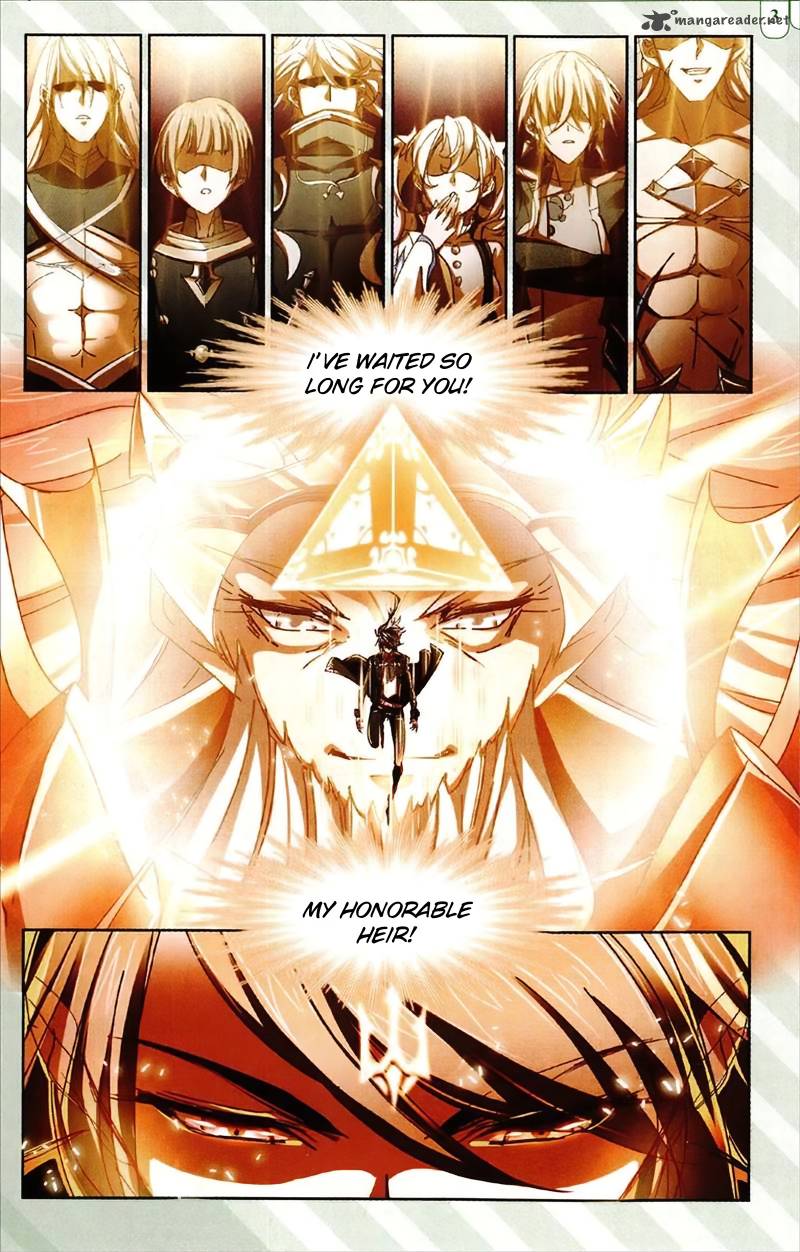 mangareader.net
2
I'VE WAITED SO
LONG FOR YOU!
MY HONORABLE
HEIR!